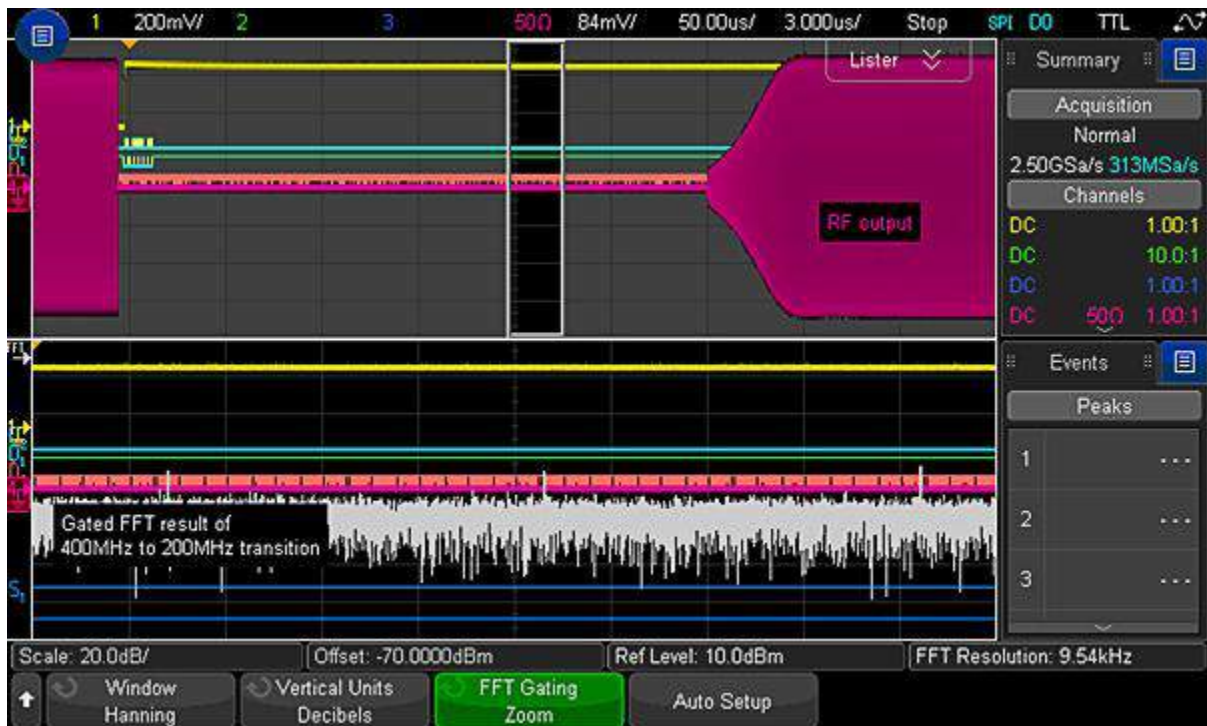 1 200mV/ 2 3 50Ω 84mV/ 50.00us/ 3.000us/ Stop SPI D0 TTL
Lister
Summary
Acquisition
Normal
2.50GSa/s 313MSa/s
Channels
DC 1.00:1
DC 10.0:1
DC 1.00:1
DC 50Ω 1.00:1
RF output
Events
Peaks
1 ---
2 ---
3 ---
Gated FFT result of
400MHz to 200MHz transition
S1
Scale: 20.0dB/ Offset: -70.0000dBm Ref Level: 10.0dBm FFT Resolution: 9.54kHz
Window
Hanning
Vertical Units
Decibels
FFT Gating
Zoom
Auto Setup